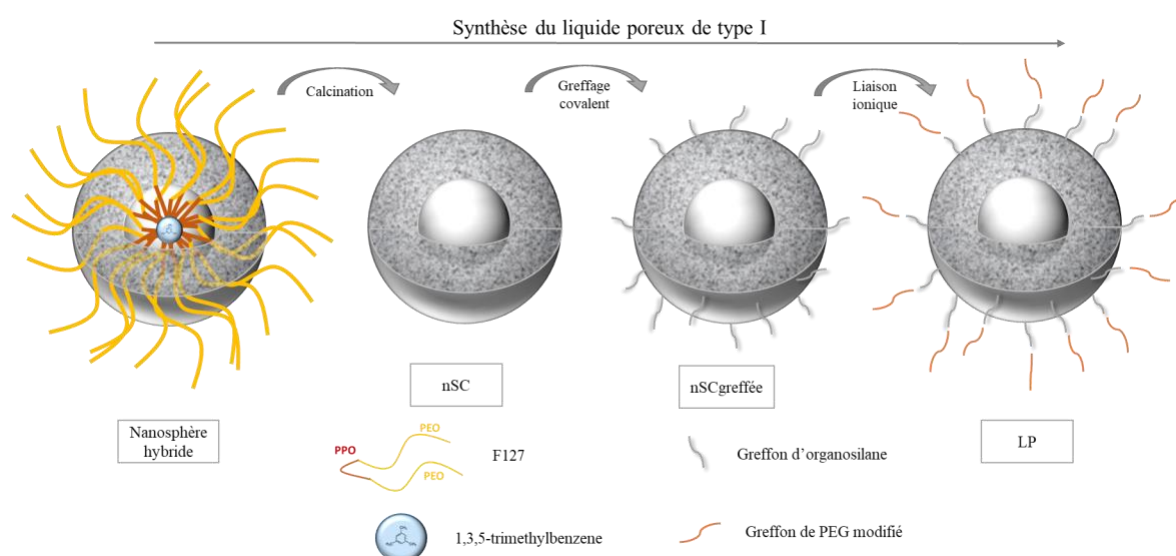 Synthèse du liquide poreux de type I
Calcination
Greffage
covalent
Liaison
ionique
nSC
nSCgreffée
Nanosphère
hybride
LP
PPO
PEO
PEO
F127
Greffon d'organosilane
1,3,5-trimethylbenzene
Greffon de PEG modifié